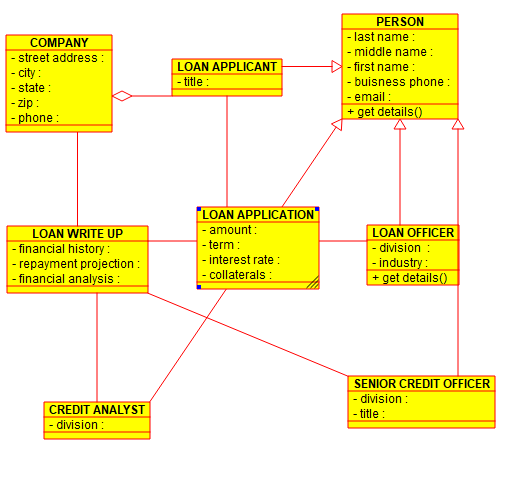 PERSON
- last name :
- middle name :
- first name :
- buisness phone :
- email :
+ get details()
COMPANY
- street address :
- city :
- state :
- zip :
- phone :
LOAN APPLICANT
- title :
LOAN WRITE UP
- financial history :
- repayment projection :
- financial analysis :
LOAN APPLICATION
- amount :
- term :
- interest rate :
- collaterals :
LOAN OFFICER
- division :
- industry :
+ get details()
CREDIT ANALYST
- division :
SENIOR CREDIT OFFICER
- division :
- title :